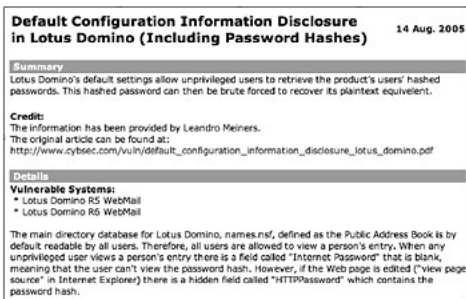 Default Configuration Information Disclosure
in Lotus Domino (Including Password Hashes)
14 Aug. 2005
Summary
Lotus Domino's default settings allow unprivileged users to retrieve the product's users' hashed
passwords. This hashed password can then be brute forced to recover its plaintext equivelent.
Credit:
The information has been provided by Leandro Meiners.
The original article can be found at:
http://www.cybsec.com/vuln/default_configuration_information_disclosure_lotus_domino.pdf
Details
Vulnerable Systems:
* Lotus Domino R5 WebMail
* Lotus Domino R5 WebMail
The main directory database for Lotus Domino, names.nsf, defined as the Public Address Book is by
default readable by all users. Therefore, all users are allowed to view a person's entry. When any
unprivileged user views a person's entry there is a field called "Internet Password" that is blank,
meaning that the user can't view the password hash. However, if the Web page is edited ("view page
source" in Internet Explorer) there is a hidden field called "HTTPPassword" which contains the
password hash.